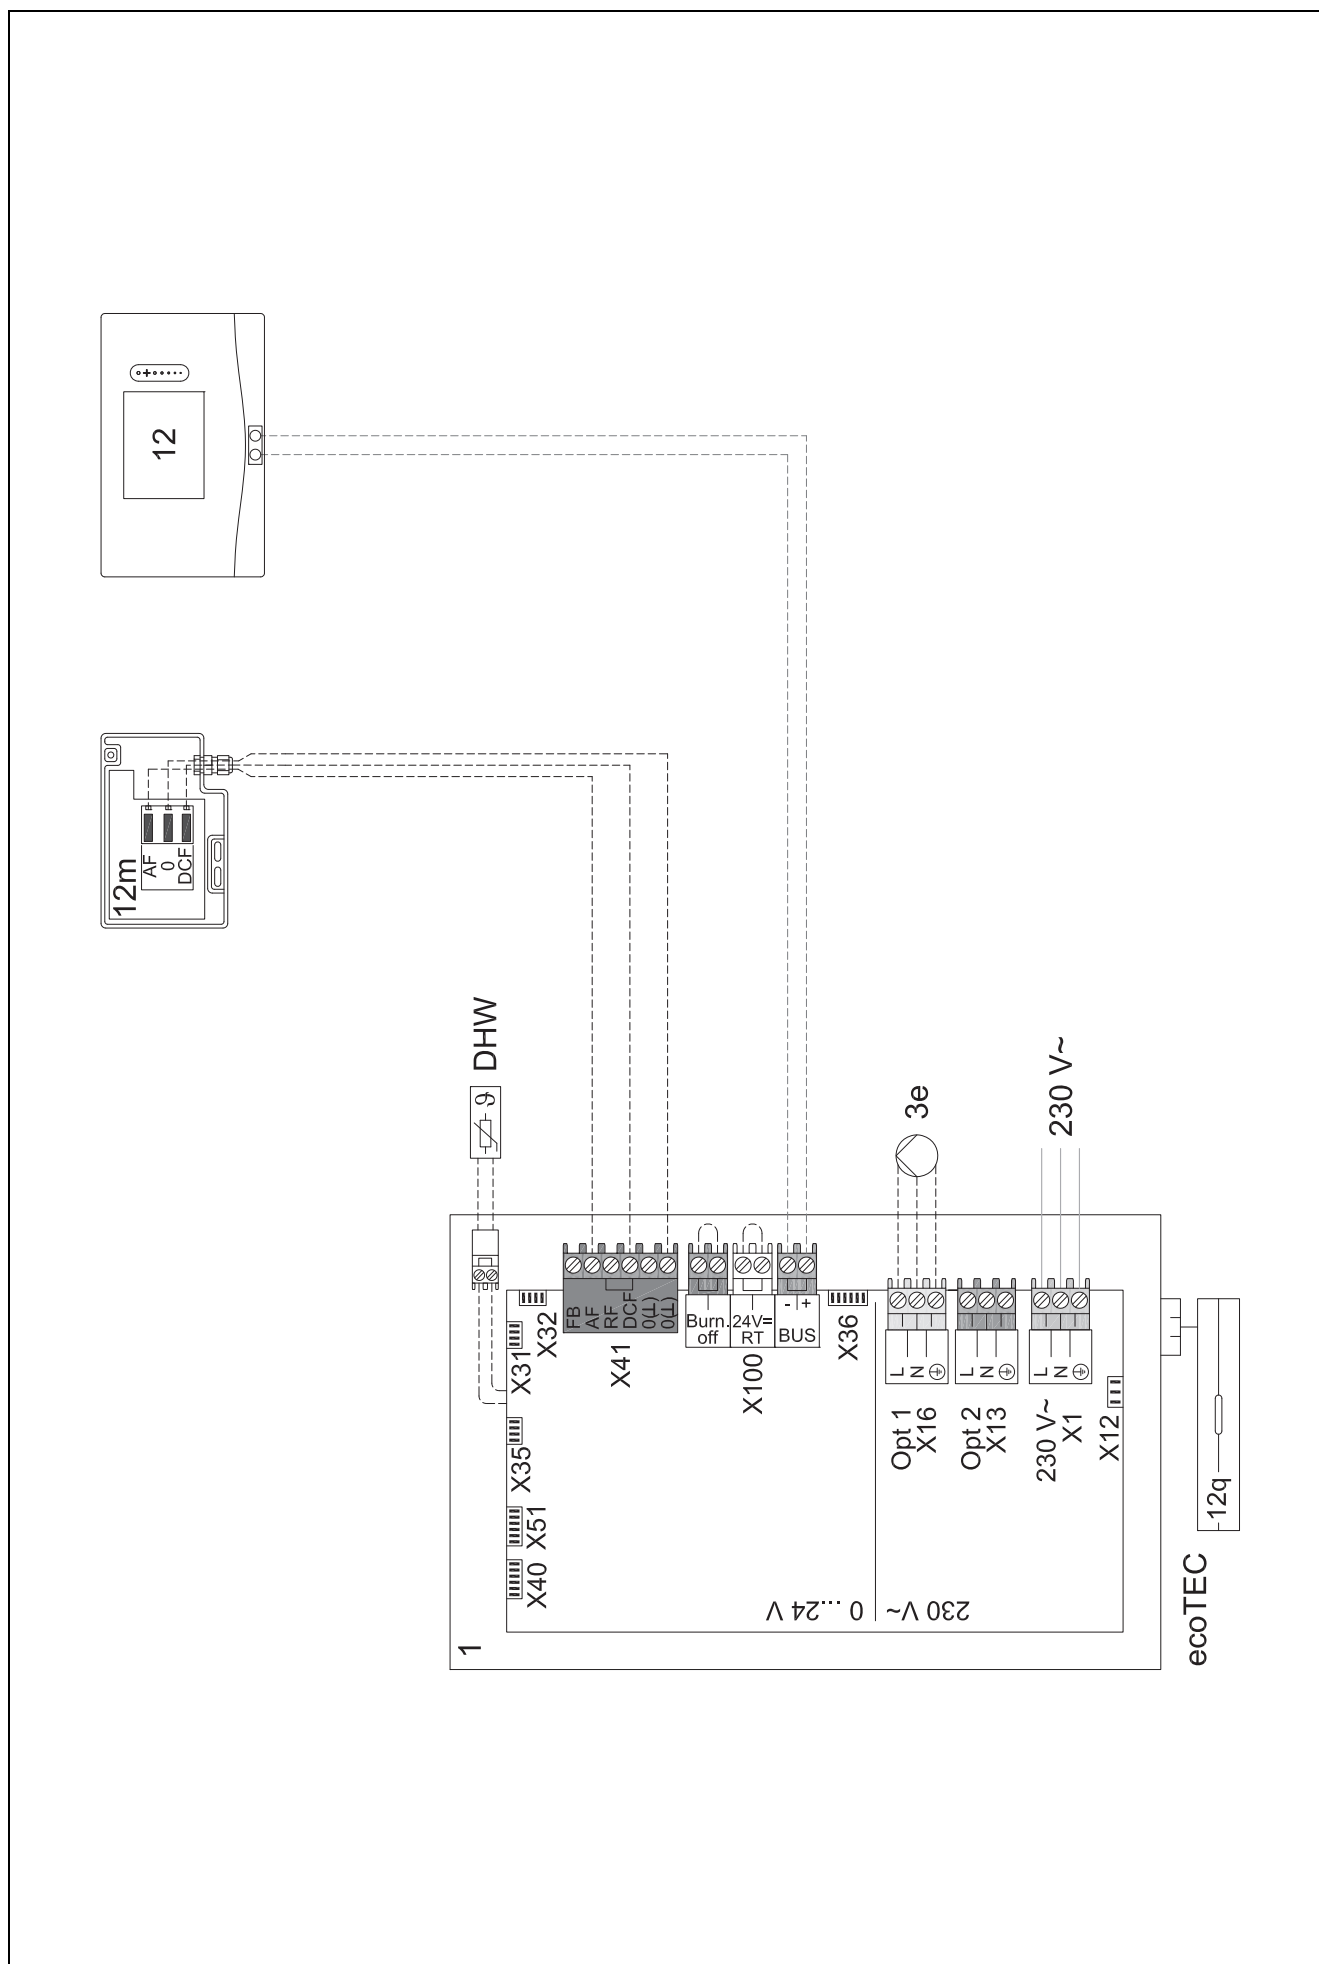 12
12m
AF
0
DCF
DHW
3e
230 V~
X32
X31
X35
X51
X40
1
FB
AF
RF
DCF
0(⊥)
0(⊥)
X41
Burn.
off
24V=
RT
X100
- +
BUS
X36
L
N
⏚
Opt 1
X16
L
N
⏚
Opt 2
X13
L
N
⏚
230 V~
X1
X12
0 ...24 V
230 V~
12q
ecoTEC